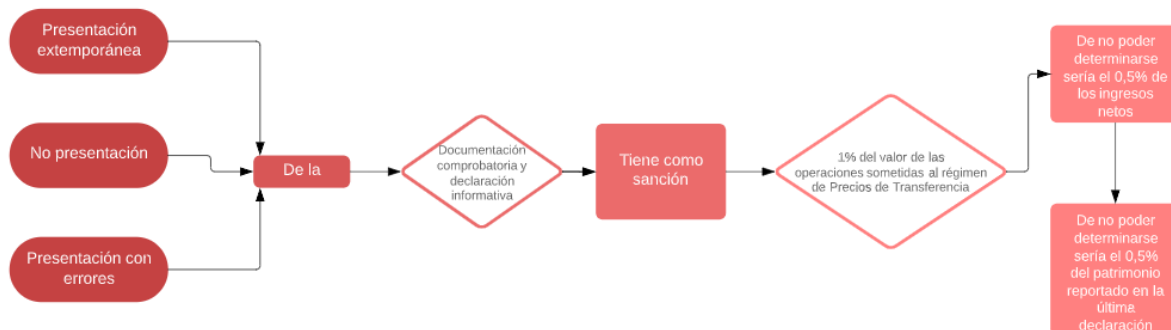 Presentación
extemporánea
No presentación
Presentación con
errores
De la
Documentación
comprobatoria y
declaración
informativa
Tiene como
sanción
1% del valor de las
operaciones sometidas al régimen
de Precios de Transferencia
De no poder
determinarse
sería el 0,5% de
los ingresos
netos
De no poder
determinarse
sería el 0,5%
del patrimonio
reportado en la
última
declaración